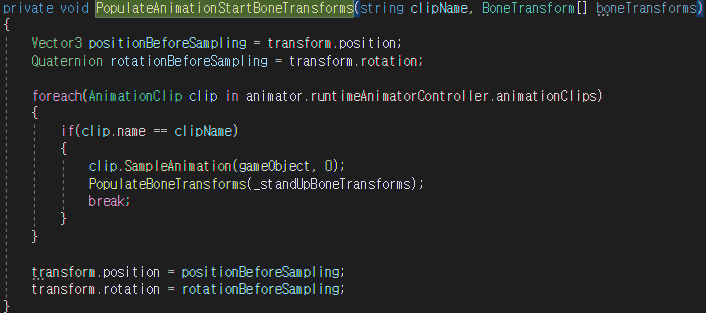 private void PopulateAnimationStartBoneTransforms(string clipName, BoneTransform[] boneTransforms)
{
Vector3 positionBeforeSampling = transform.position;
Quaternion rotationBeforeSampling = transform.rotation;
foreach(AnimationClip clip in animator.runtimeAnimatorController.animationClips)
{
if(clip.name == clipName)
{
clip.SampleAnimation(gameObject, 0);
PopulateBoneTransforms(_standUpBoneTransforms);
break;
}
}
transform.position = positionBeforeSampling;
transform.rotation = rotationBeforeSampling;
}